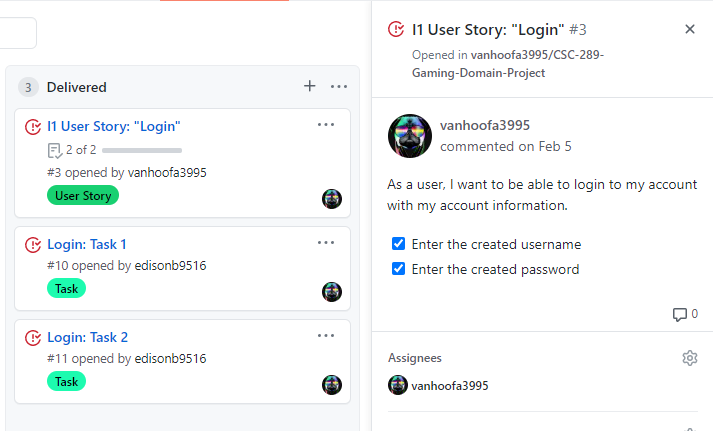 3 Delivered
I1 User Story: "Login"
2 of 2
#3 opened by vanhoofa3995
User Story
Login: Task 1
#10 opened by edisonb9516
Task
Login: Task 2
#11 opened by edisonb9516
Task
I1 User Story: "Login" #3
Opened in vanhoofa3995/CSC-289-
Gaming-Domain-Project
vanhoofa3995
commented on Feb 5
As a user, I want to be able to login to my account
with my account information.
Enter the created username
Enter the created password
0
Assignees
vanhoofa3995